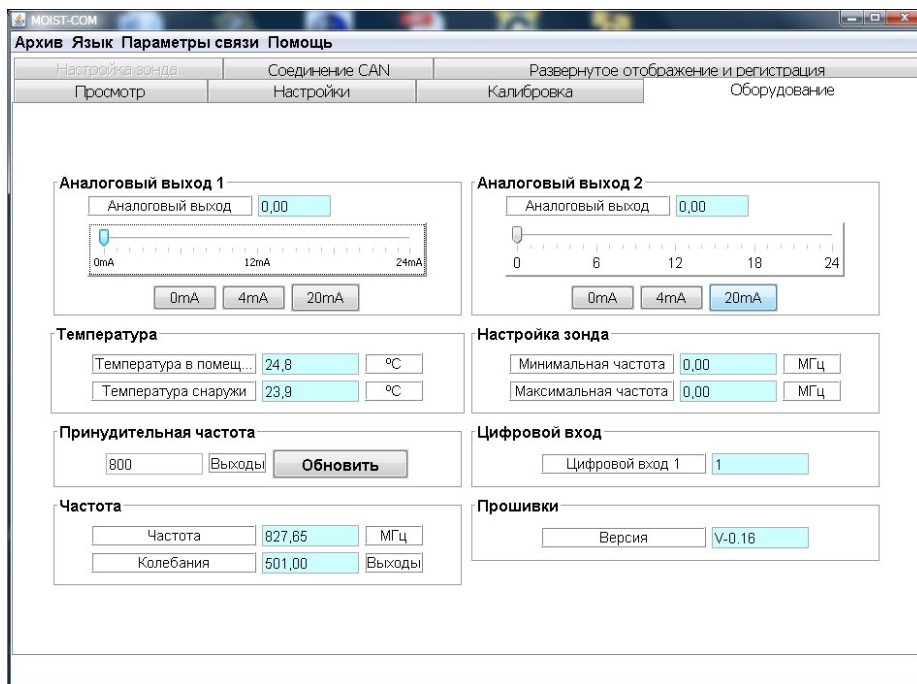 MOIST-COM
Архив Язык Параметры связи Помощь
Настройка зонда Соединение CAN Развернутое отображение и регистрация
Просмотр Настройки Калибровка Оборудование
Аналоговый выход 1
Аналоговый выход 0,00
0mA 12mA 24mA
0mA 4mA 20mA
Аналоговый выход 2
Аналоговый выход 0,00
0 6 12 18 24
0mA 4mA 20mA
Температура
Температура в помещ... 24,8 ºC
Температура снаружи 23,9 ºC
Настройка зонда
Минимальная частота 0,00 МГц
Максимальная частота 0,00 МГц
Принудительная частота
800 Выходы Обновить
Цифровой вход
Цифровой вход 1 1
Частота
Частота 827,65 МГц
Колебания 501,00 Выходы
Прошивки
Версия V-0.16